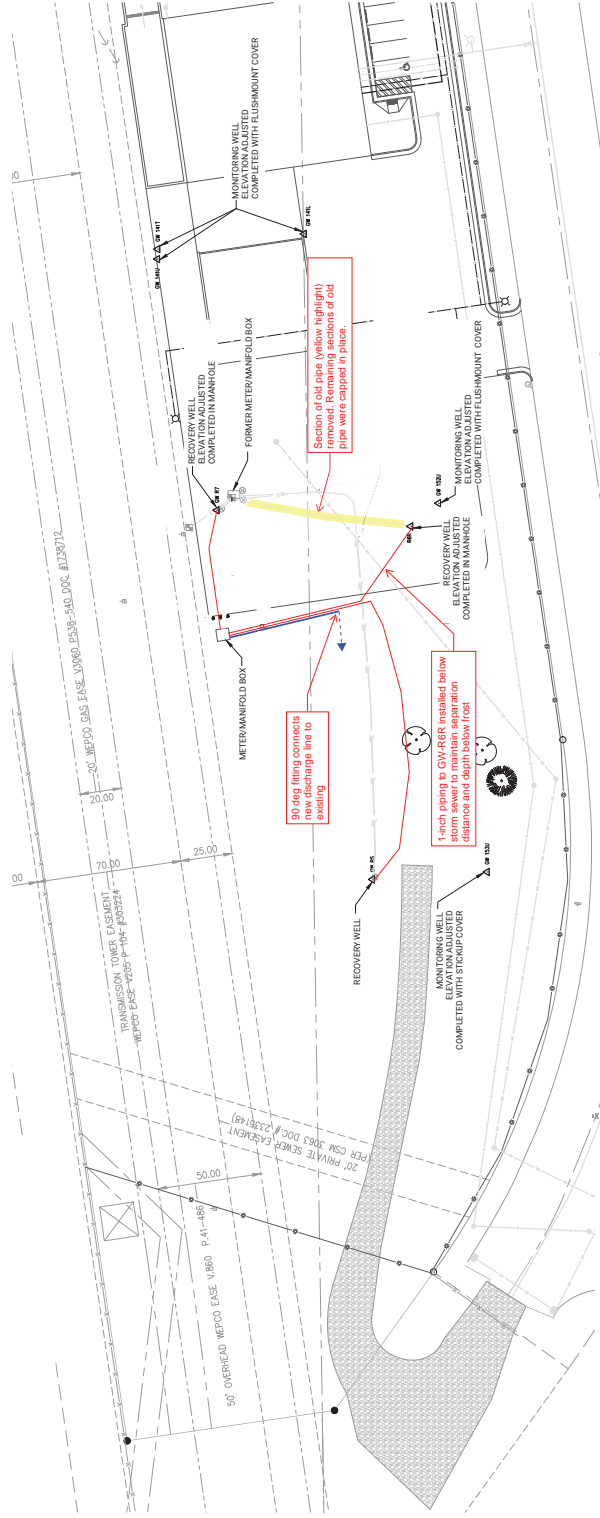 MONITORING WELL
ELEVATION ADJUSTED
COMPLETED WITH FLUSHMOUNT COVER
GW 141T
GW 141L
RECOVERY WELL
ELEVATION ADJUSTED
COMPLETED IN MANHOLE
FORMER METER/MANIFOLD BOX
GW R7
Section of old pipe (yellow highlight)
removed. Remaining sections of old
pipe were capped in place.
GW 152U
MONITORING WELL
ELEVATION ADJUSTED
COMPLETED WITH FLUSHMOUNT COVER
R6R
RECOVERY WELL
ELEVATION ADJUSTED
COMPLETED IN MANHOLE
20' WEPCO GAS EASE V3060 P538-540 DOC #1738712
METER/MANIFOLD BOX
90 deg fitting connects
new discharge line to
existing
1-inch piping to GW-R6R installed below
storm sewer to maintain separation
distance and depth below frost
20.00
70.00
25.00
TRANSMISSION TOWER EASEMENT
WEPCO EASE V205 P 104 #303224
GW R5
RECOVERY WELL
GW 153U
MONITORING WELL
ELEVATION ADJUSTED
COMPLETED WITH STICKUP COVER
20' PRIVATE SEWER EASEMENT
(PER CSM 3063 DOC.# 2336148)
50.00
50' OVERHEAD WEPCO EASE V.860 P.41-486